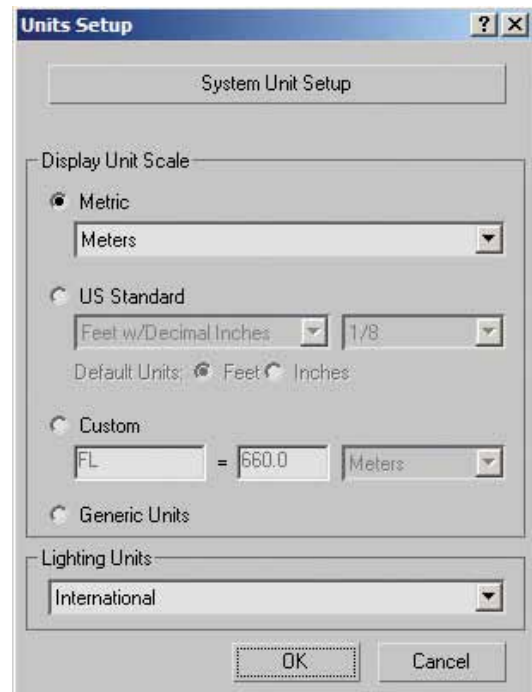 Units Setup
System Unit Setup
Display Unit Scale
Metric
Meters
US Standard
Feet w/Decimal Inches 1/8
Default Units: Feet Inches
Custom
FL = 660.0 Meters
Generic Units
Lighting Units
International
OK Cancel